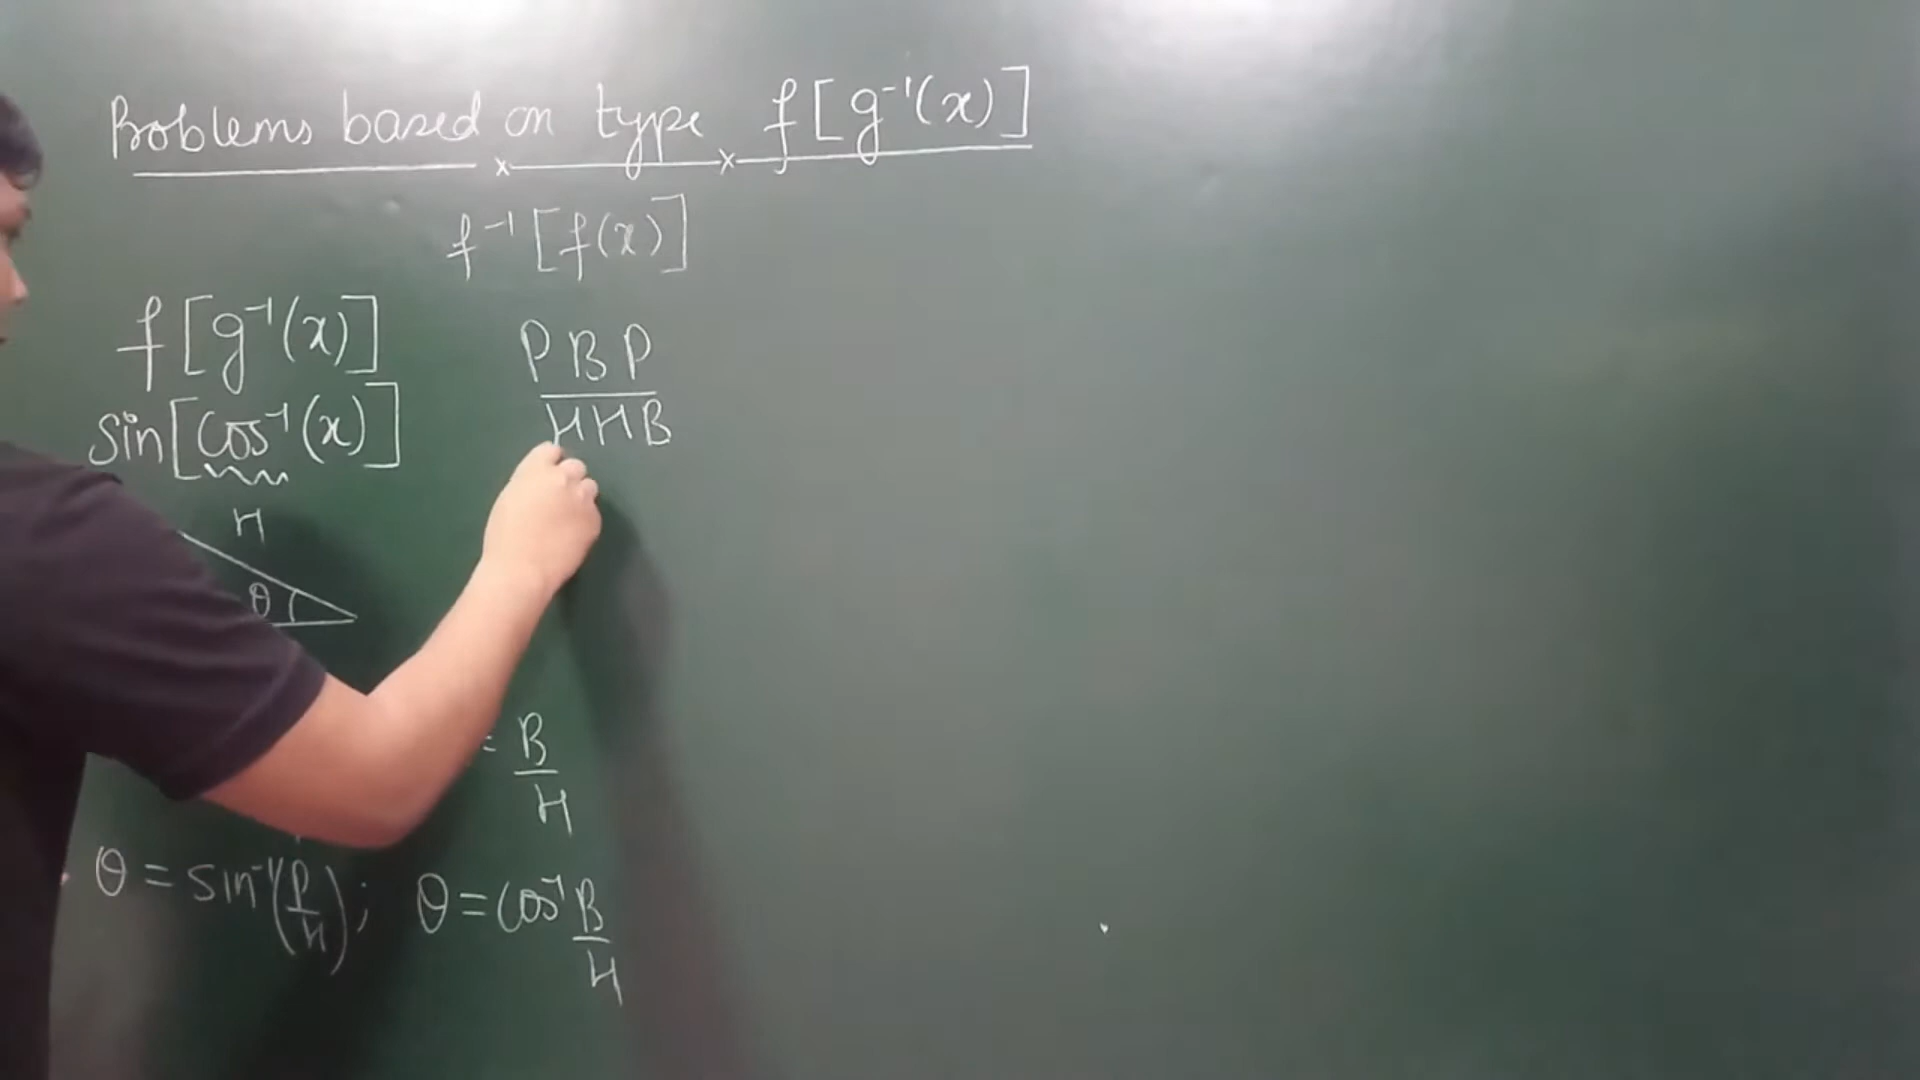 Problems based on type f[g⁻¹(x)]
f⁻¹[f(x)]
f[g⁻¹(x)]
P B P
H H B
Sin[Cos⁻¹(x)]
H
θ
= B/H
θ = Sin⁻¹(P/H) ; θ = Cos⁻¹ B/H